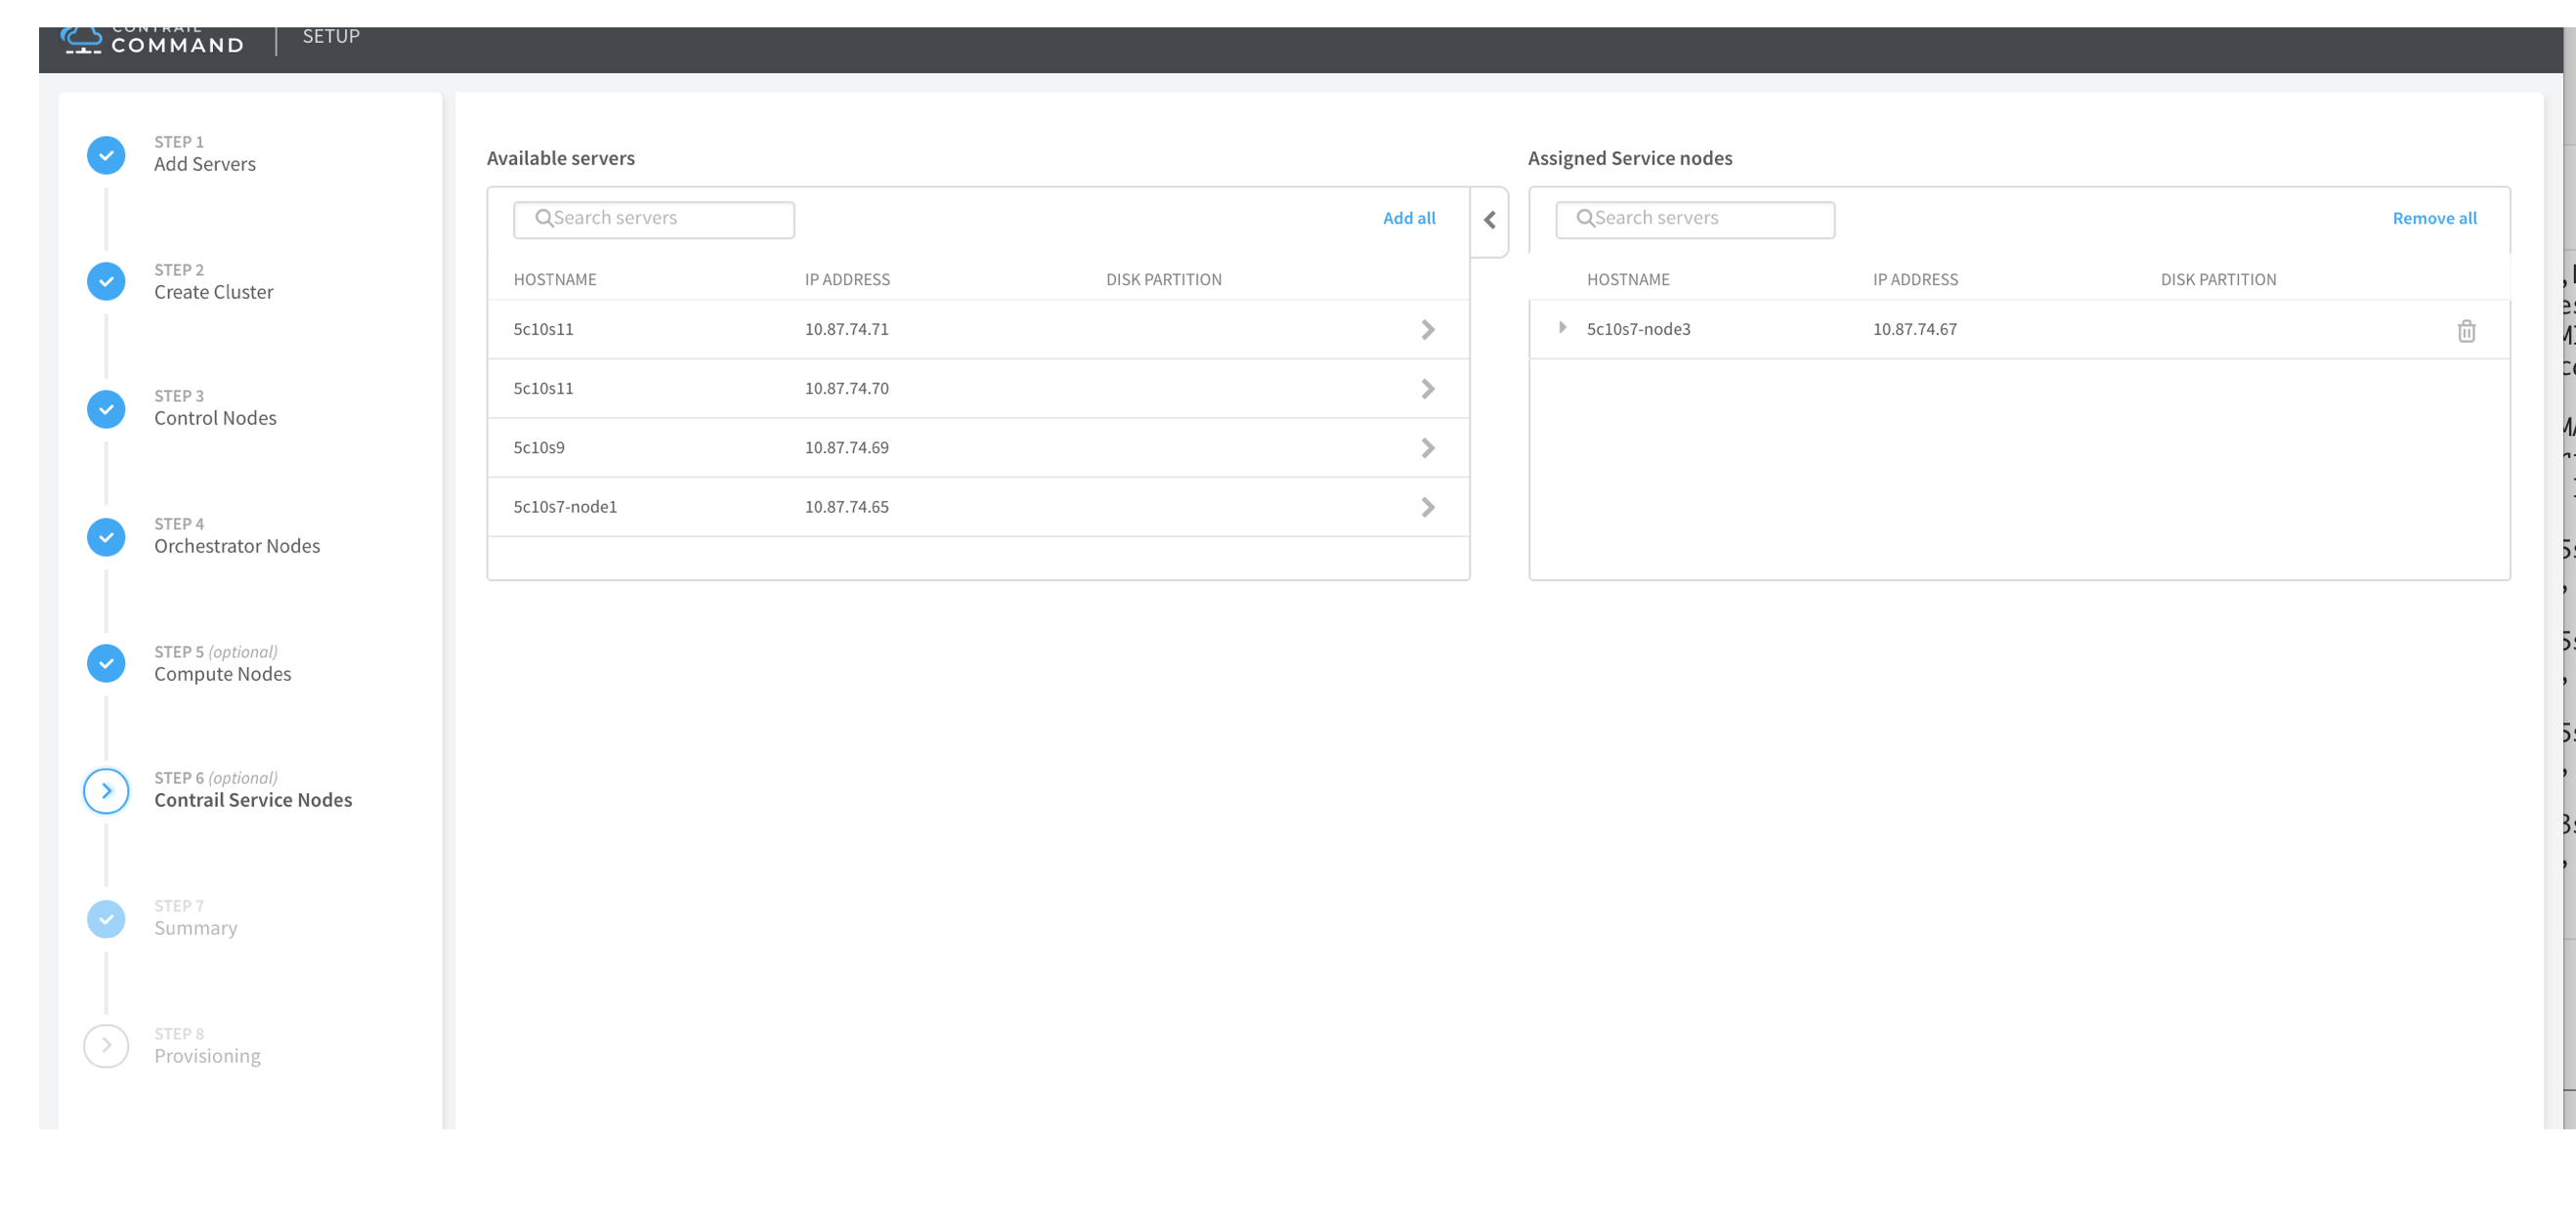 CONTRAIL
COMMAND
SETUP
STEP 1
Add Servers
STEP 2
Create Cluster
STEP 3
Control Nodes
STEP 4
Orchestrator Nodes
STEP 5 (optional)
Compute Nodes
STEP 6 (optional)
Contrail Service Nodes
STEP 7
Summary
STEP 8
Provisioning
Available servers
Search servers
Add all
HOSTNAME IP ADDRESS DISK PARTITION
5c10s11 10.87.74.71
5c10s11 10.87.74.70
5c10s9 10.87.74.69
5c10s7-node1 10.87.74.65
Assigned Service nodes
Search servers
Remove all
HOSTNAME IP ADDRESS DISK PARTITION
5c10s7-node3 10.87.74.67